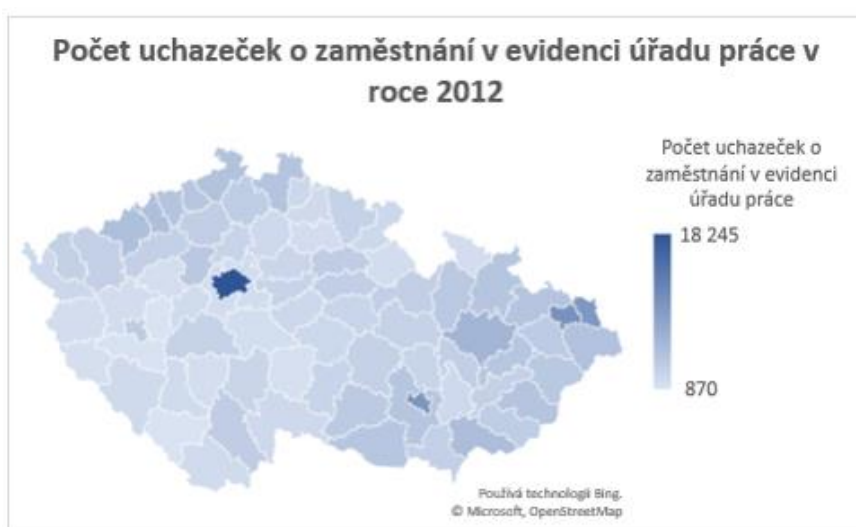 Počet uchazeček o zaměstnání v evidenci úřadu práce v
roce 2012
Počet uchazeček o
zaměstnání v evidenci
úřadu práce
18 245
870
Používá technologii Bing.
© Microsoft, OpenStreetMap